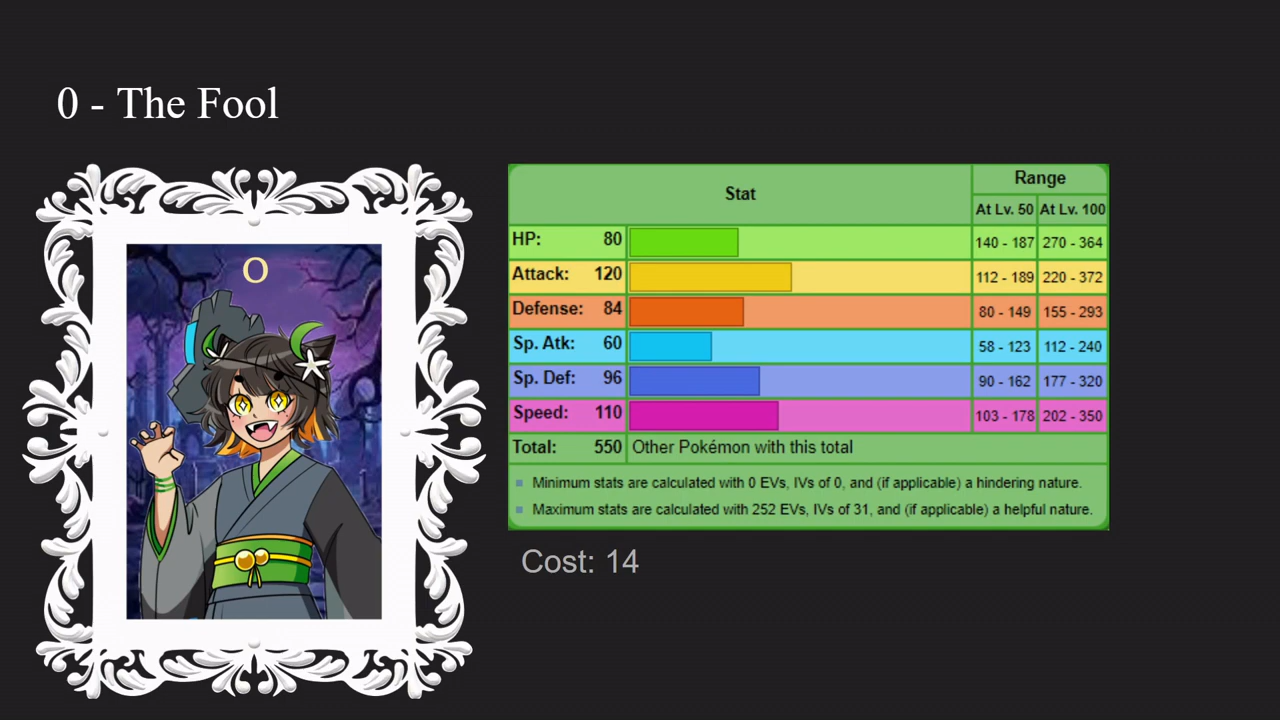 0 - The Fool
0
Stat
Range
At Lv. 50 At Lv. 100
HP: 80 140 - 187 270 - 364
Attack: 120 112 - 189 220 - 372
Defense: 84 80 - 149 155 - 293
Sp. Atk: 60 58 - 123 112 - 240
Sp. Def: 96 90 - 162 177 - 320
Speed: 110 103 - 178 202 - 350
Total: 550 Other Pokémon with this total
Minimum stats are calculated with 0 EVs, IVs of 0, and (if applicable) a hindering nature.
Maximum stats are calculated with 252 EVs, IVs of 31, and (if applicable) a helpful nature.
Cost: 14